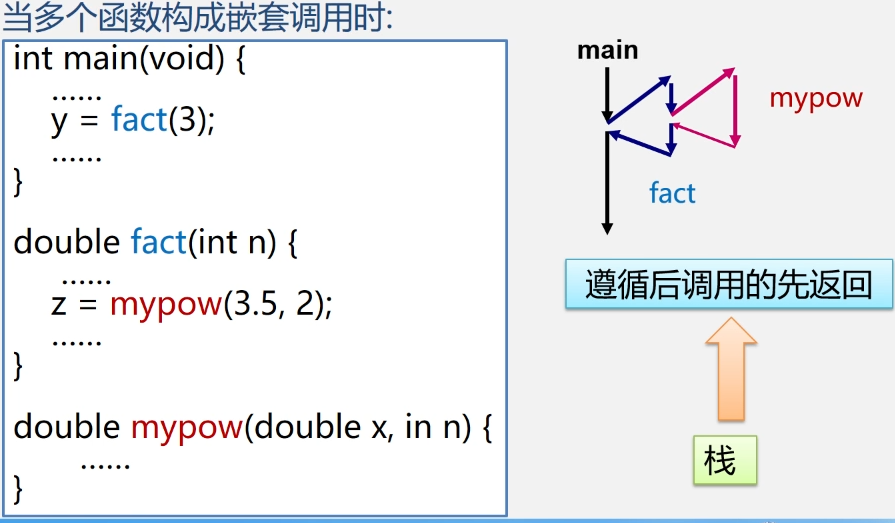 当多个函数构成嵌套调用时:
int main(void) {
......
y = fact(3);
......
}
double fact(int n) {
......
z = mypow(3.5, 2);
......
}
double mypow(double x, in n) {
......
}
main
mypow
fact
遵循后调用的先返回
栈